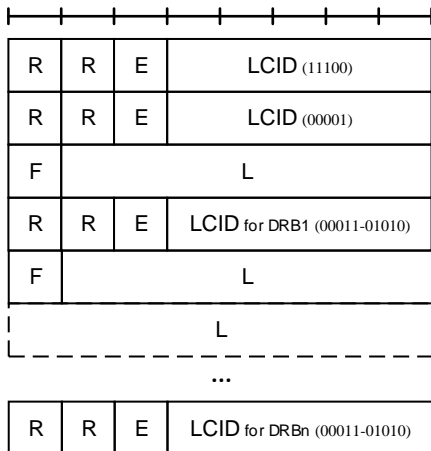 R R E LCID (11100)
R R E LCID (00001)
F L
R R E LCID for DRB1 (00011-01010)
F L
L
...
R R E LCID for DRBn (00011-01010)